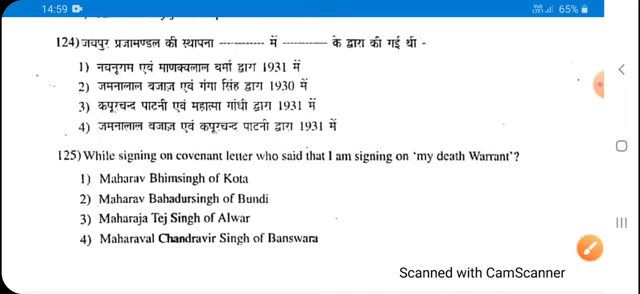 14:59
VoLTE 65%
124) जयपुर प्रजामण्डल की स्थापना ----------- में ----------- के द्वारा की गई थी -
1) नयनूराम एवं माणक्यलाल वर्मा द्वारा 1931 में
2) जमनालाल बजाज़ एवं गंगा सिंह द्वारा 1930 में
3) कपूरचन्द पाटनी एवं महात्मा गांधी द्वारा 1931 में
4) जमनालाल बजाज़ एवं कपूरचन्द पाटनी द्वारा 1931 में
125) While signing on covenant letter who said that I am signing on 'my death Warrant'?
1) Maharav Bhimsingh of Kota
2) Maharav Bahadursingh of Bundi
3) Maharaja Tej Singh of Alwar
4) Maharaval Chandravir Singh of Banswara
Scanned with CamScanner